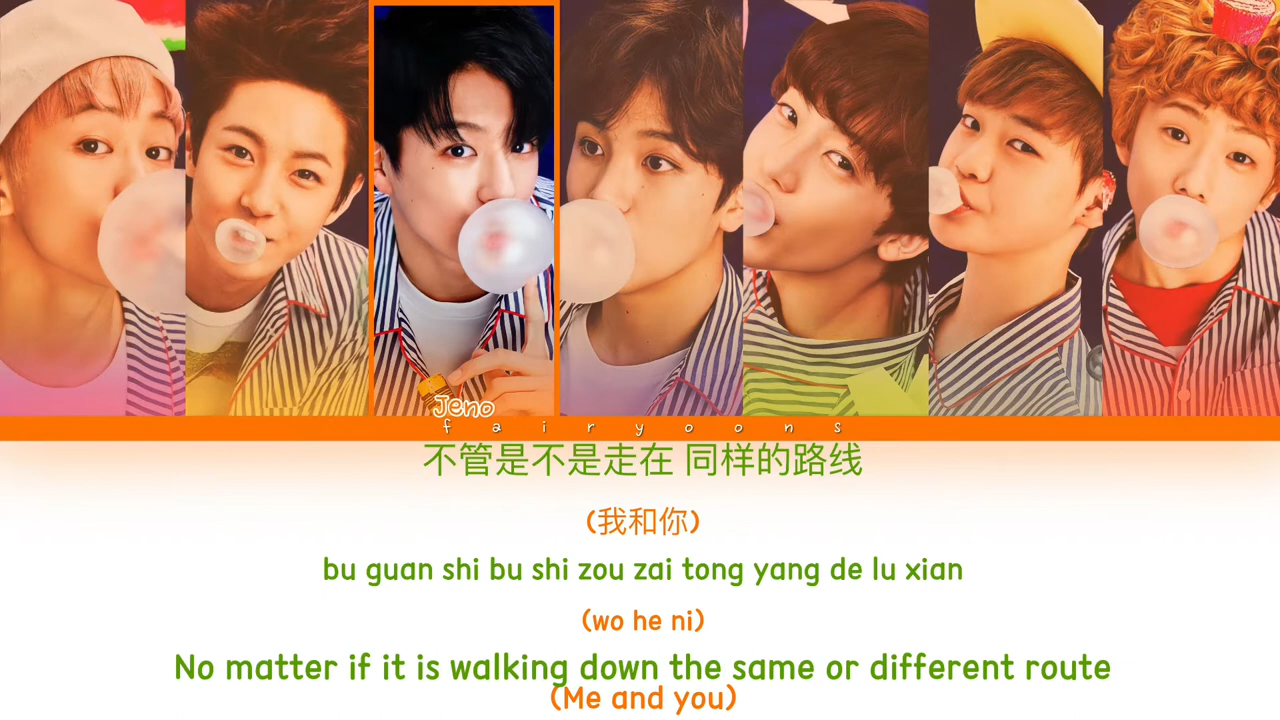 Jeno
fairyoons
不管是不是走在 同样的路线
(我和你)
bu guan shi bu shi zou zai tong yang de lu xian
(wo he ni)
No matter if it is walking down the same or different route
(Me and you)